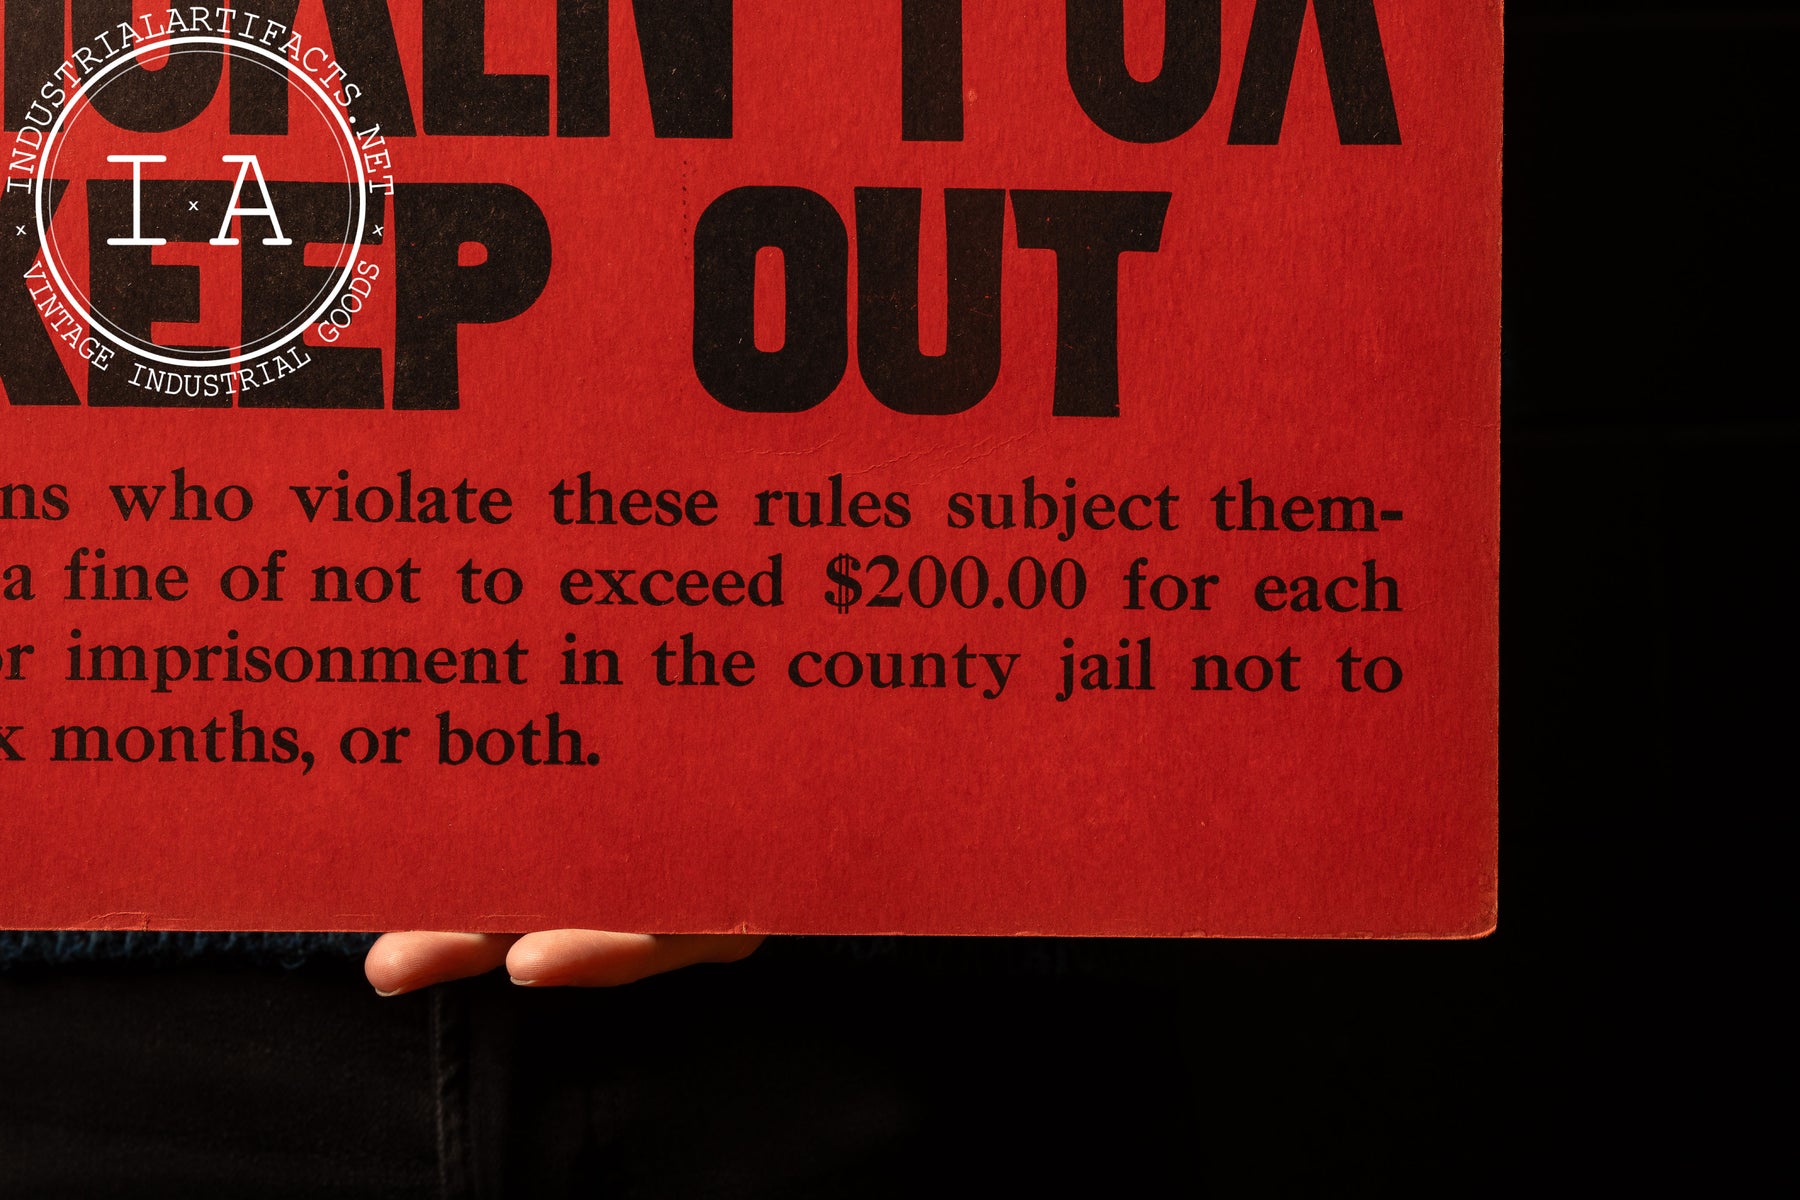 INDUSTRIALARTIFACTS.NET
I x A
x x
VINTAGE INDUSTRIAL GOODS
KEEP OUT
who violate these rules subject them-
a fine of not to exceed $200.00 for each
imprisonment in the county jail not to
months, or both.